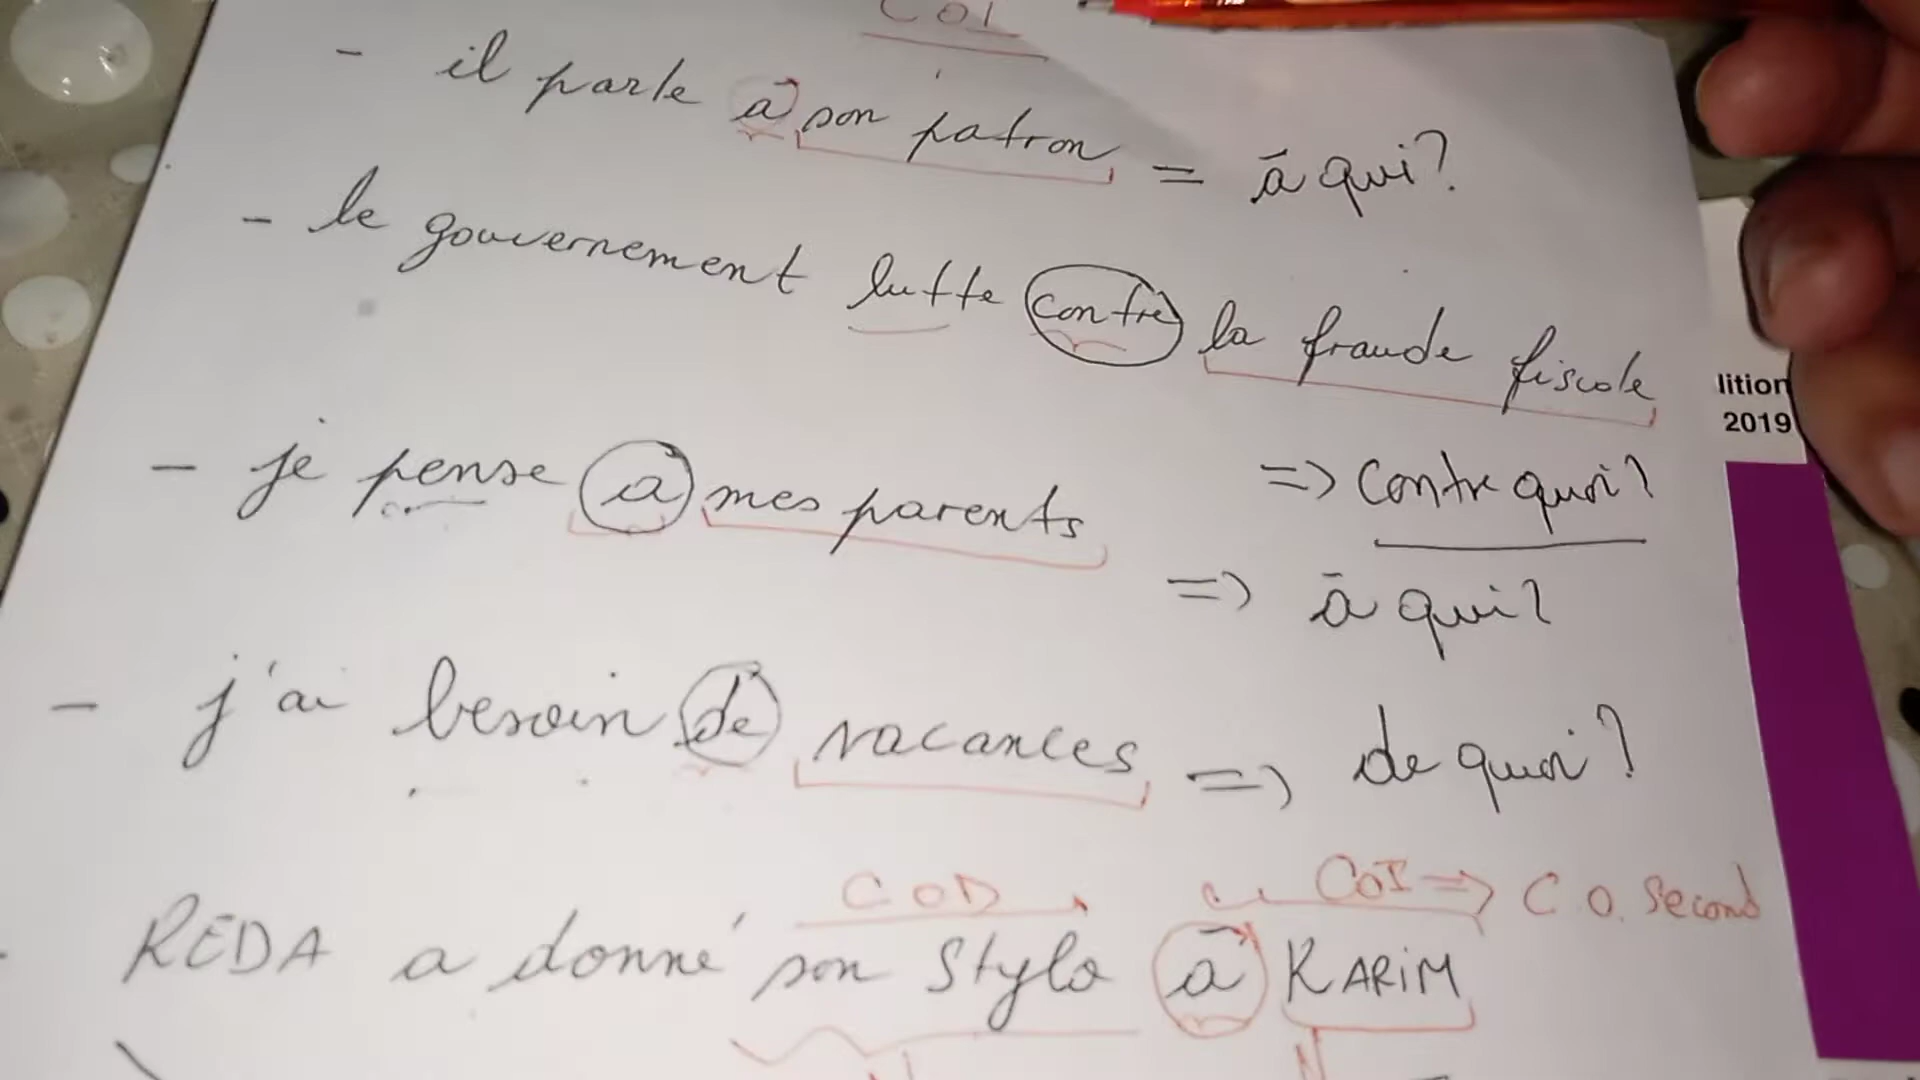 COI
- il parle à son patron = à qui?
- le gouvernement lutte contre la fraude fiscale
=> Contre quoi?
- je pense à mes parents
=> à qui?
- j'ai besoin de vacances => de quoi?
COD COI => C.O. Second
- REDA a donné son stylo à KARIM
lition
2019